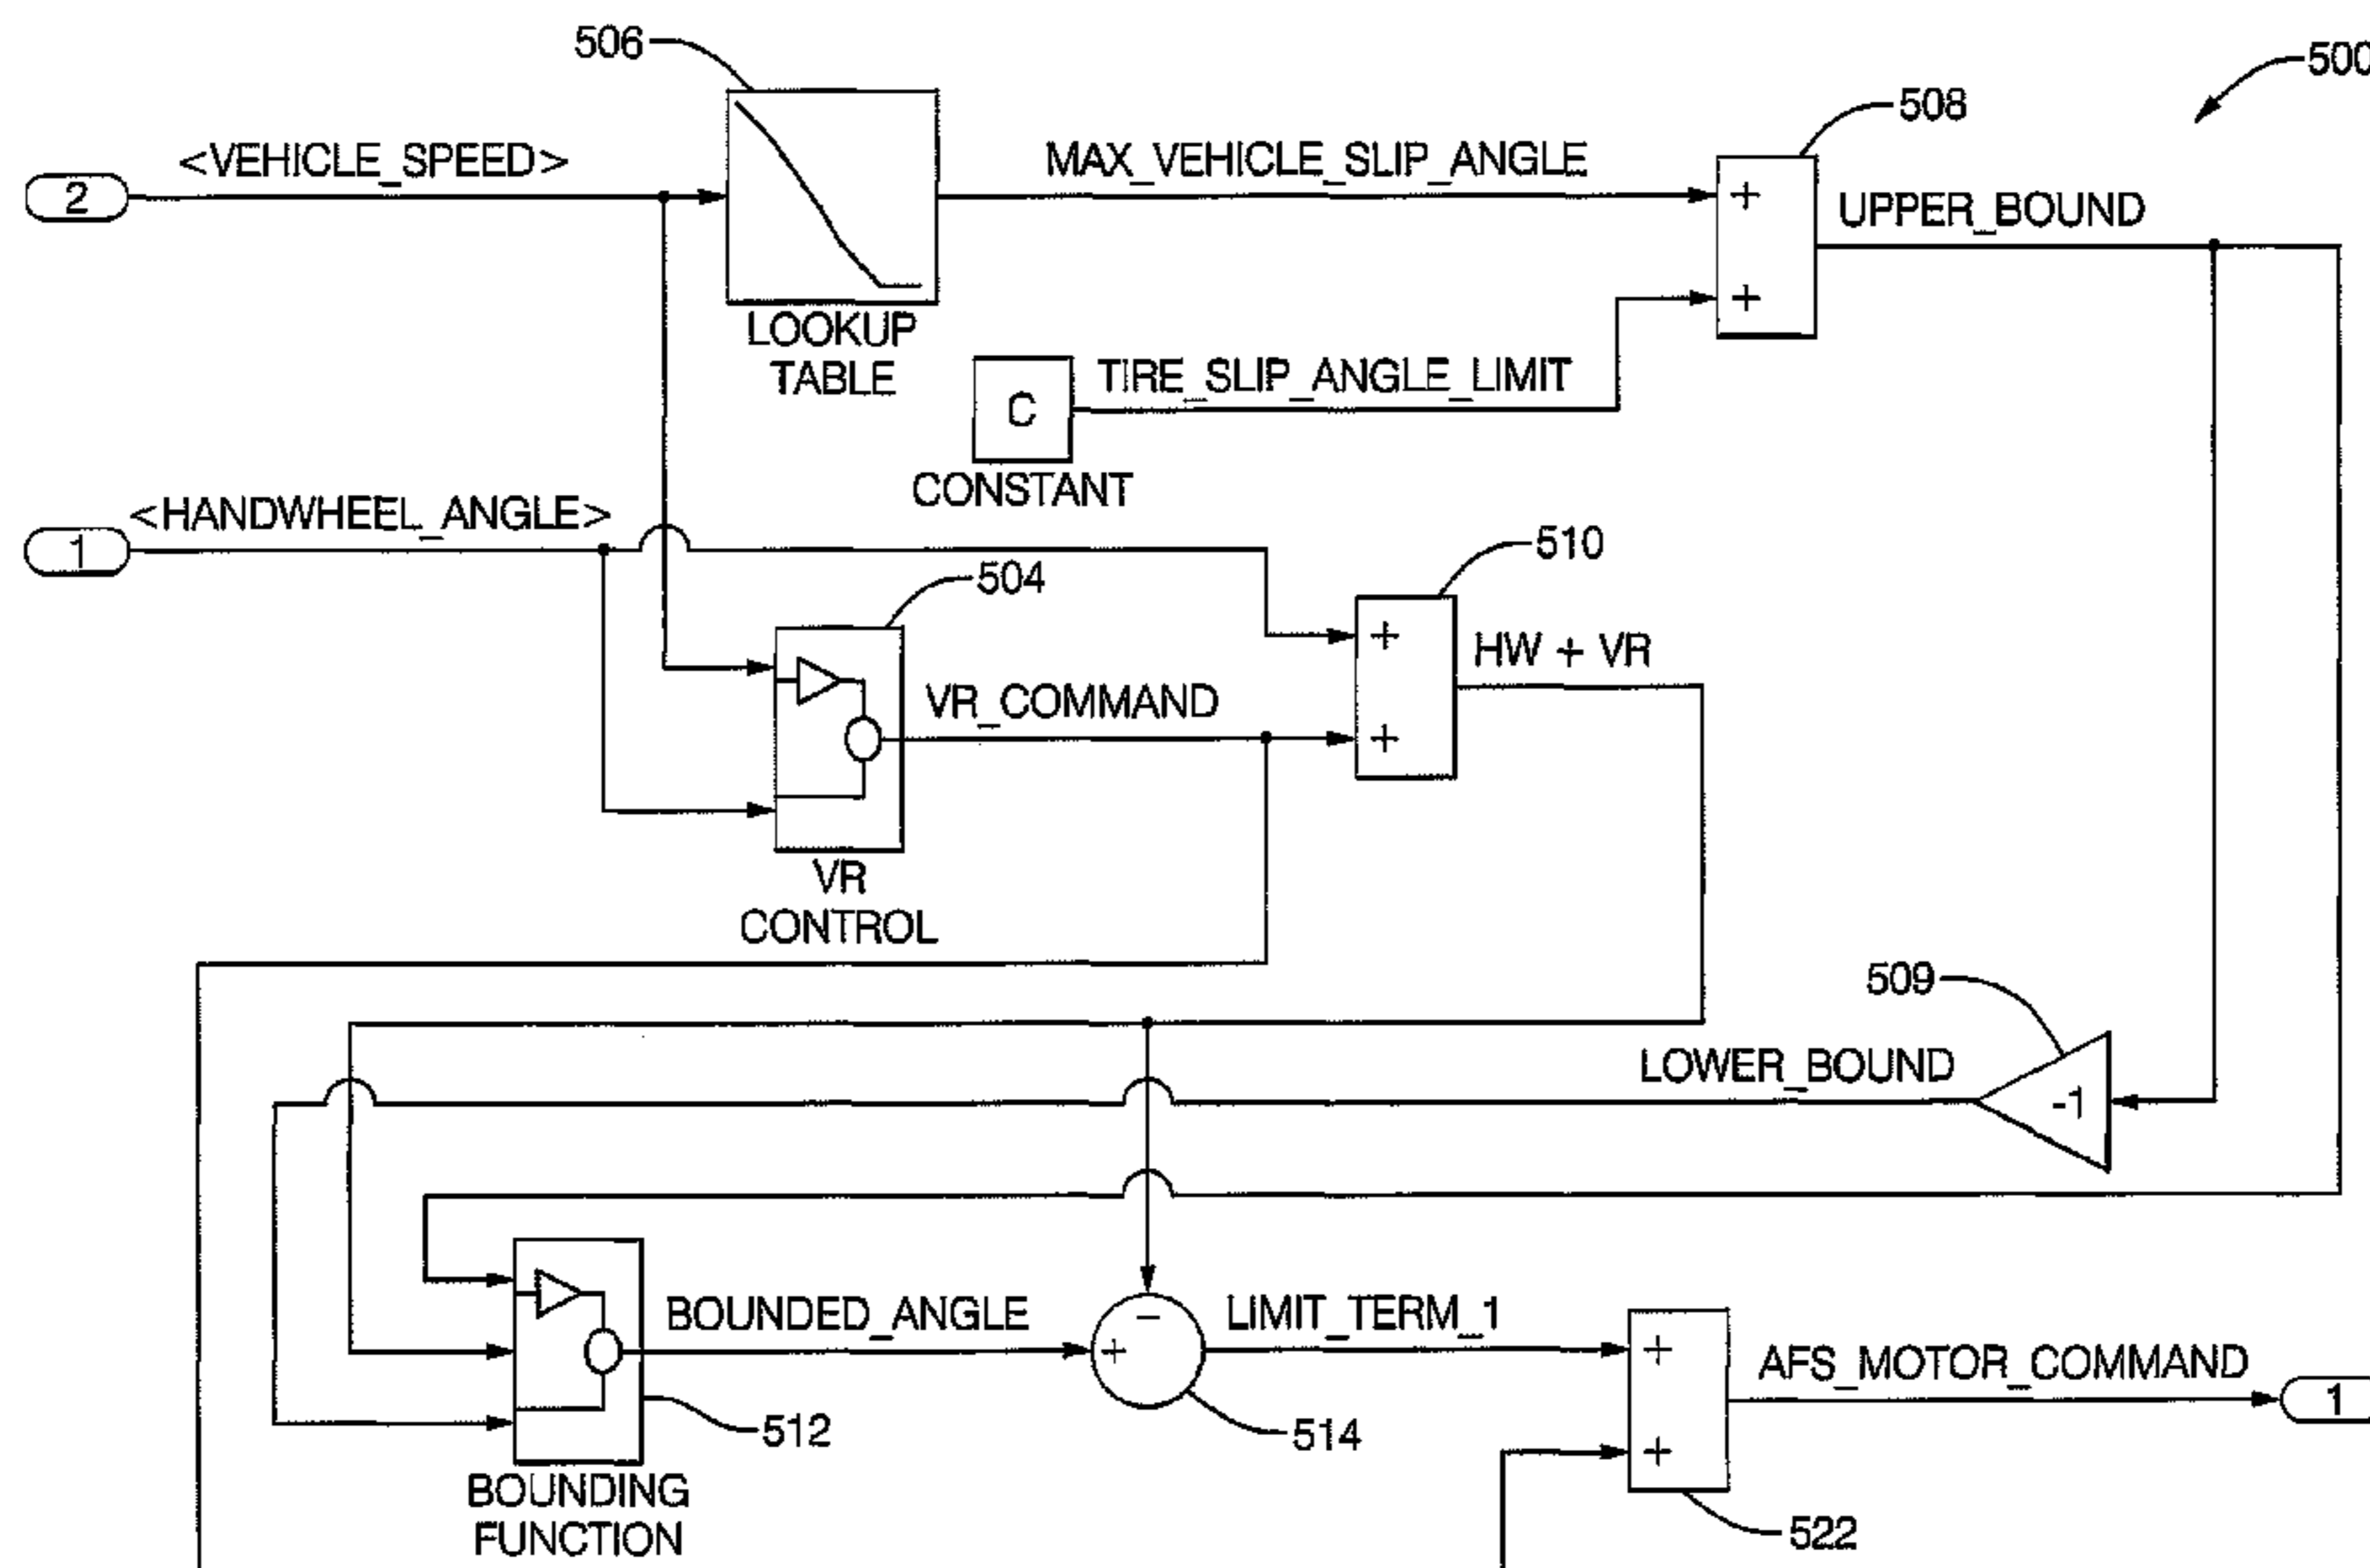 506
500
508
<VEHICLE_SPEED>
MAX_VEHICLE_SLIP_ANGLE
2
+
UPPER_BOUND
+
LOOKUP
TABLE
TIRE_SLIP_ANGLE_LIMIT
C
CONSTANT
<HANDWHEEL_ANGLE>
1
510
504
+
HW + VR
VR_COMMAND
+
VR
CONTROL
509
LOWER_BOUND
-1
BOUNDED_ANGLE
−
+
LIMIT_TERM_1
+
AFS_MOTOR_COMMAND
1
512
514
+
BOUNDING
FUNCTION
522